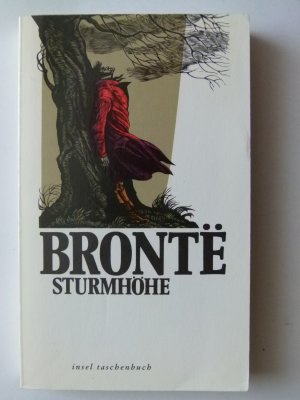 BRONTË
STURMHÖHE
insel taschenbuch